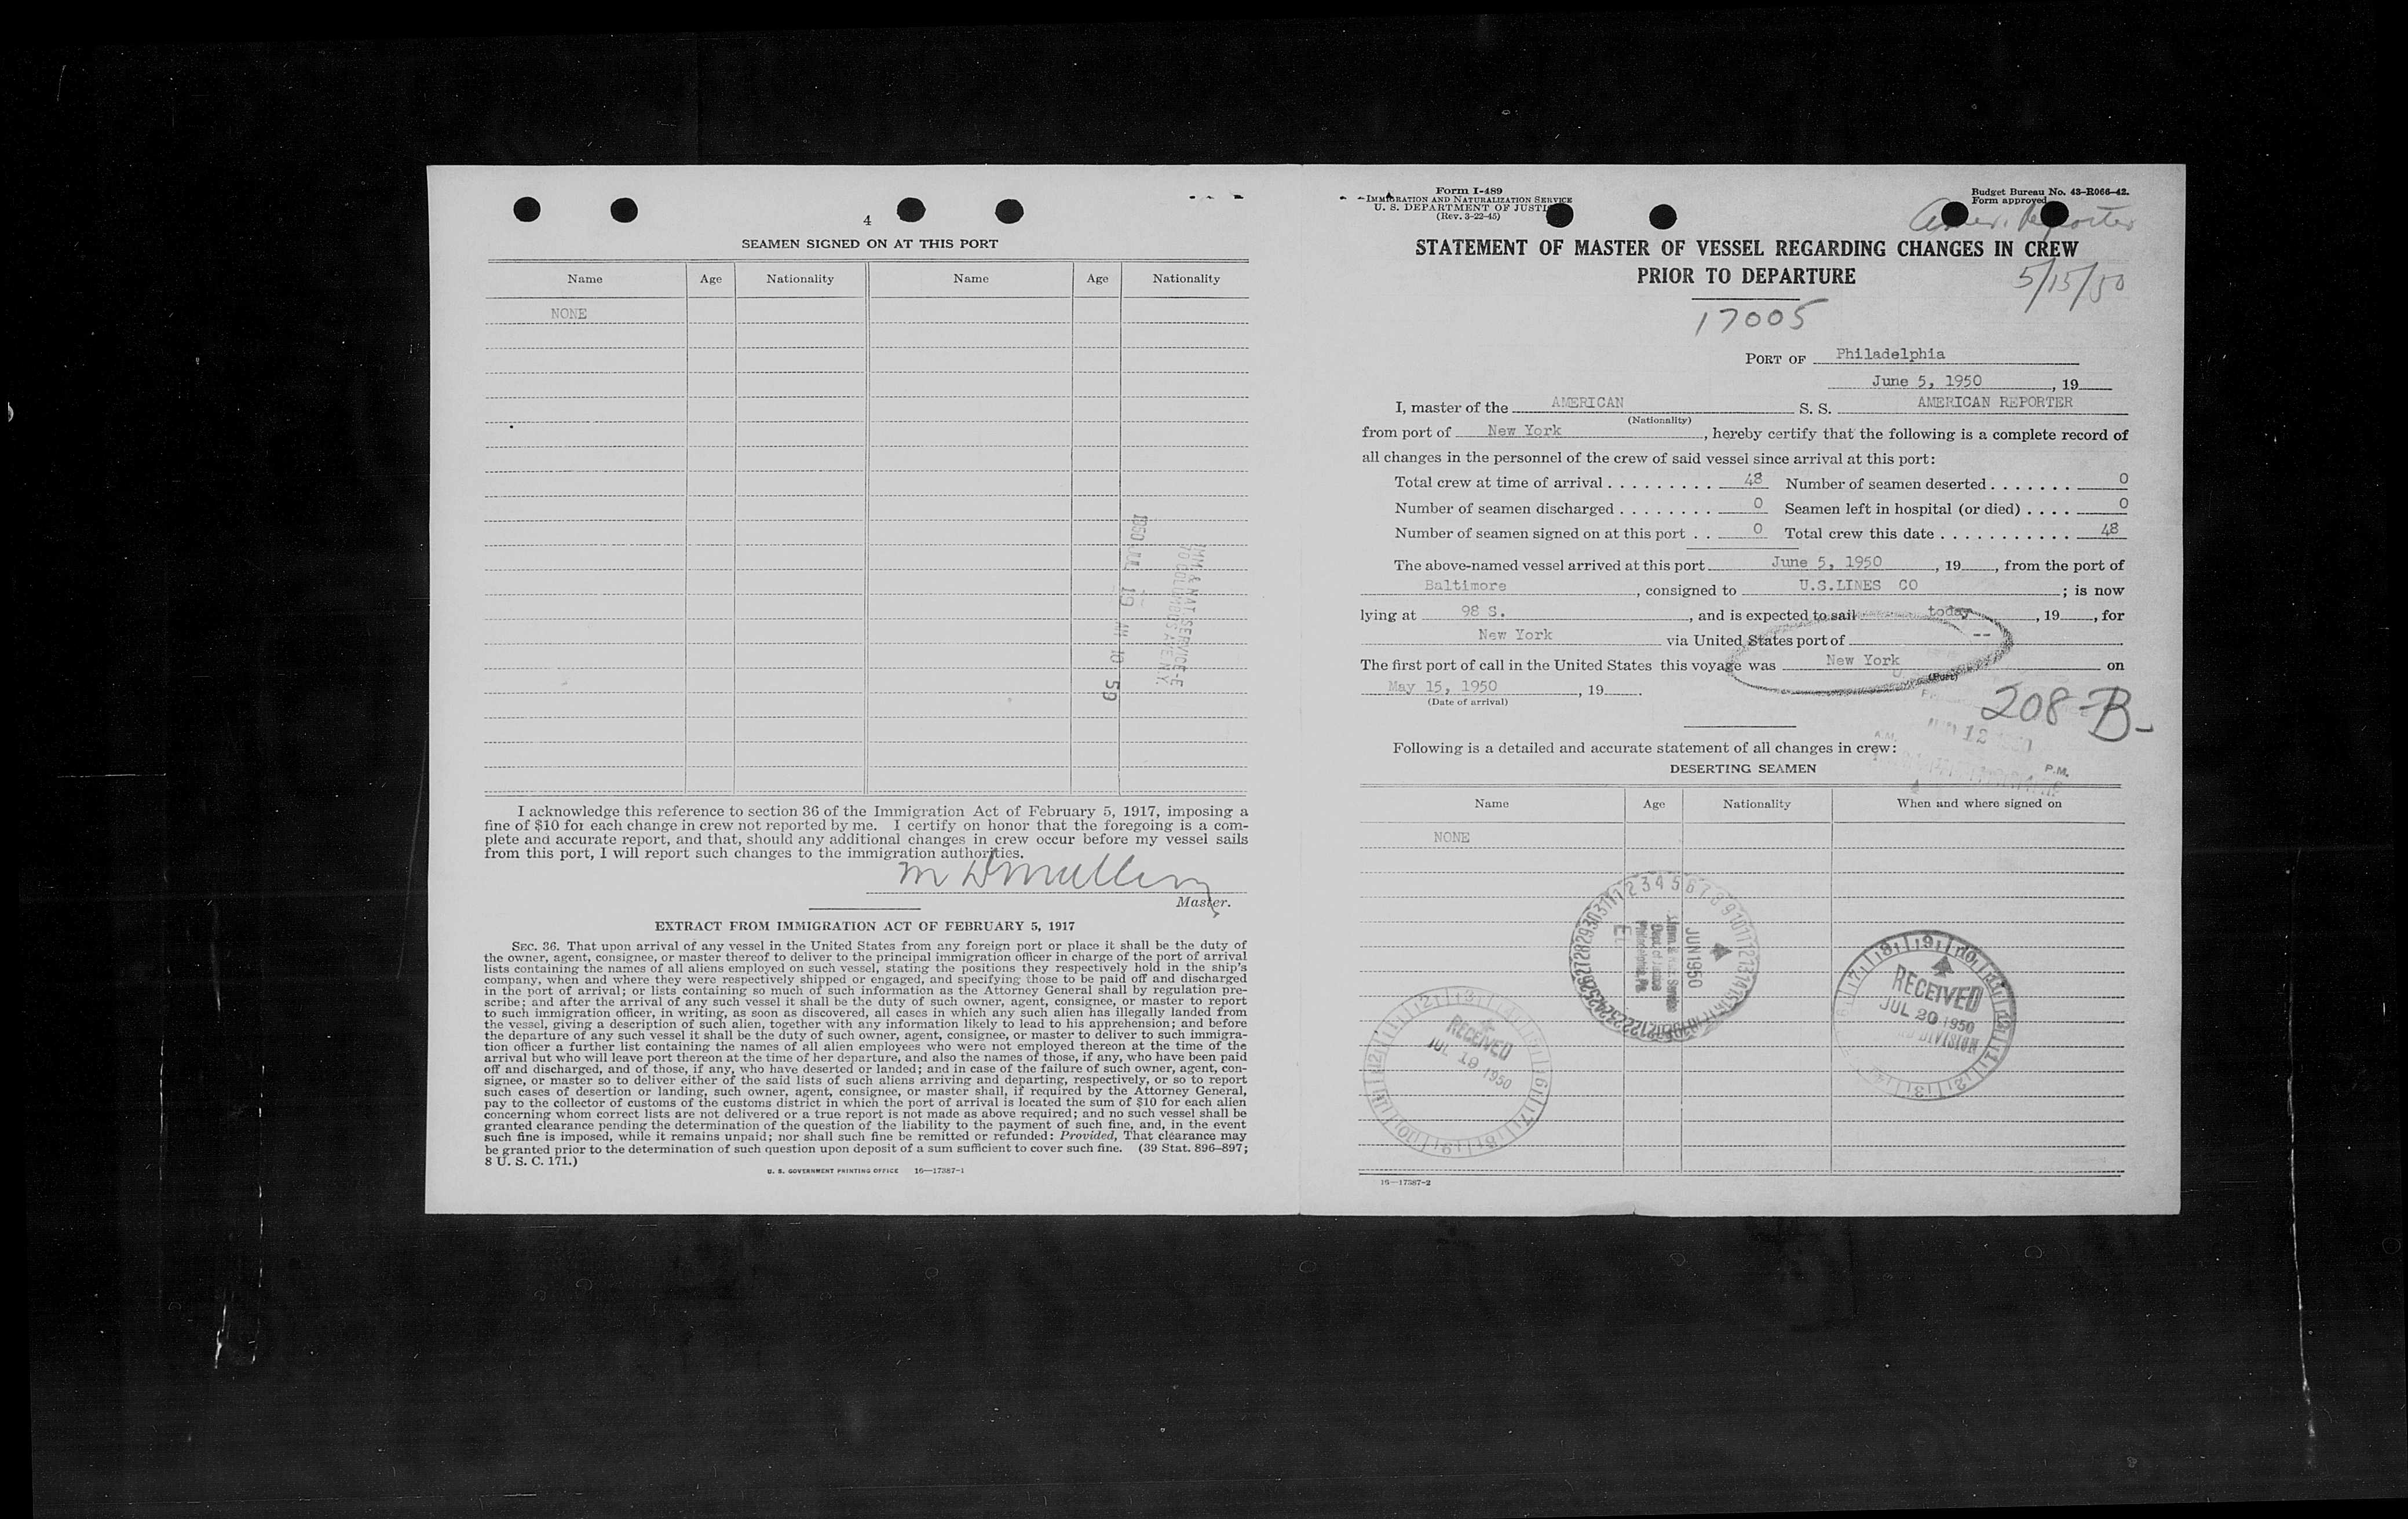 4
SEAMEN SIGNED ON AT THIS PORT
Name Age Nationality Name Age Nationality
NONE
1950 JUL 19 AM 10 59
IMM & NAT SERVICE-E
70 COLUMBUS AVE N.Y.
I acknowledge this reference to section 36 of the Immigration Act of February 5, 1917, imposing a
fine of $10 for each change in crew not reported by me. I certify on honor that the foregoing is a com-
plete and accurate report, and that, should any additional changes in crew occur before my vessel sails
from this port, I will report such changes to the immigration authorities.
Master.
EXTRACT FROM IMMIGRATION ACT OF FEBRUARY 5, 1917
SEC. 36. That upon arrival of any vessel in the United States from any foreign port or place it shall be the duty of
the owner, agent, consignee, or master thereof to deliver to the principal immigration officer in charge of the port of arrival
lists containing the names of all aliens employed on such vessel, stating the positions they respectively hold in the ship's
company, when and where they were respectively shipped or engaged, and specifying those to be paid off and discharged
in the port of arrival; or lists containing so much of such information as the Attorney General shall by regulation pre-
scribe; and after the arrival of any such vessel it shall be the duty of such owner, agent, consignee, or master to report
to such immigration officer, in writing, as soon as discovered, all cases in which any such alien has illegally landed from
the vessel, giving a description of such alien, together with any information likely to lead to his apprehension; and before
the departure of any such vessel it shall be the duty of such owner, agent, consignee, or master to deliver to such immigra-
tion officer a further list containing the names of all alien employees who were not employed thereon at the time of the
arrival but who will leave port thereon at the time of her departure, and also the names of those, if any, who have been paid
off and discharged, and of those, if any, who have deserted or landed; and in case of the failure of such owner, agent, con-
signee, or master so to deliver either of the said lists of such aliens arriving and departing, respectively, or so to report
such cases of desertion or landing, such owner, agent, consignee, or master shall, if required by the Attorney General,
pay to the collector of customs of the customs district in which the port of arrival is located the sum of $10 for each alien
concerning whom correct lists are not delivered or a true report is not made as above required; and no such vessel shall be
granted clearance pending the determination of the question of the liability to the payment of such fine, and, in the event
such fine is imposed, while it remains unpaid; nor shall such fine be remitted or refunded: Provided, That clearance may
be granted prior to the determination of such question upon deposit of a sum sufficient to cover such fine. (39 Stat. 896–897;
8 U. S. C. 171.)
U. S. GOVERNMENT PRINTING OFFICE 16—17387-1
Form I-489
IMMIGRATION AND NATURALIZATION SERVICE
U. S. DEPARTMENT OF JUSTICE
(Rev. 3-22-45)
Budget Bureau No. 43-R066-42.
Form approved
Amer. Reporter
STATEMENT OF MASTER OF VESSEL REGARDING CHANGES IN CREW
PRIOR TO DEPARTURE
5/15/50
17005
PORT OF Philadelphia
June 5, 1950, 19
I, master of the AMERICAN S. S. AMERICAN REPORTER
(Nationality)
from port of New York, hereby certify that the following is a complete record of
all changes in the personnel of the crew of said vessel since arrival at this port:
Total crew at time of arrival 48 Number of seamen deserted 0
Number of seamen discharged 0 Seamen left in hospital (or died) 0
Number of seamen signed on at this port 0 Total crew this date 48
The above-named vessel arrived at this port June 5, 1950, 19, from the port of
Baltimore, consigned to U.S.LINES CO; is now
lying at 98 S., and is expected to sail today, 19, for
New York via United States port of --
The first port of call in the United States this voyage was New York on
(Port)
May 15, 1950, 19.
(Date of arrival)
208-B-
12
A.M. P.M.
Following is a detailed and accurate statement of all changes in crew:
DESERTING SEAMEN
Name Age Nationality When and where signed on
NONE
JUN 1950
Dept. of Justice
Philadelphia, Pa.
RECEIVED
JUL 20 1950
DIVISION
RECEIVED
JUL 19 1950
16—17387-2